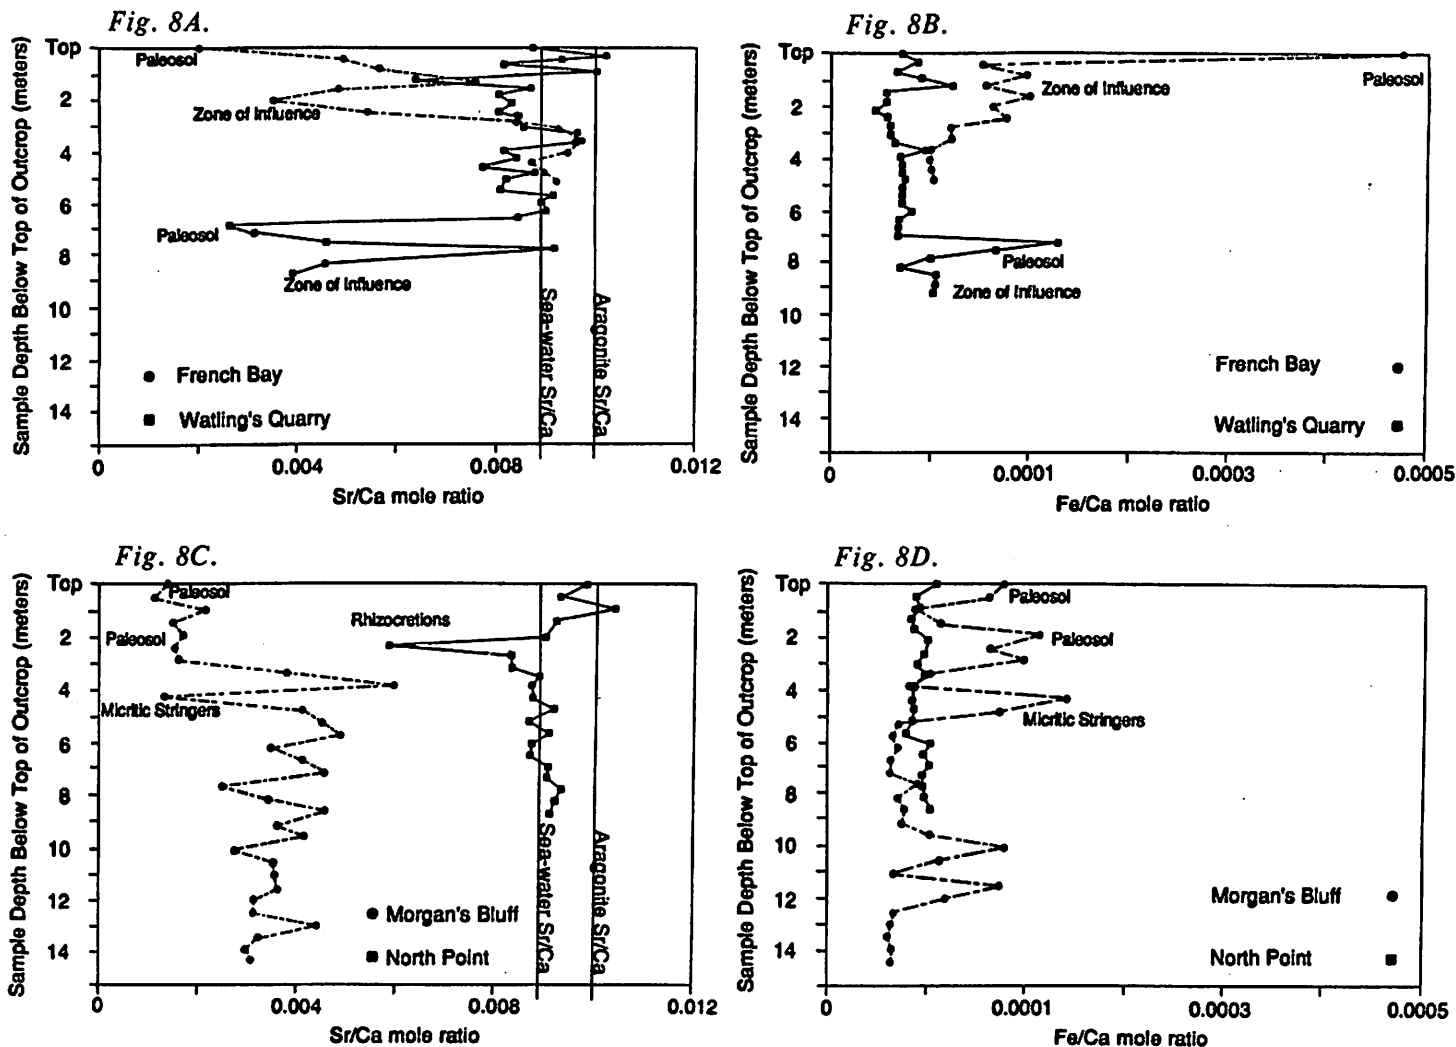 Fig. 8A.
Sample Depth Below Top of Outcrop (meters)
Top
2
4
6
8
10
12
14
Paleosol
Zone of Influence
Paleosol
Zone of Influence
Sea-water Sr/Ca
Aragonite Sr/Ca
French Bay
Watling's Quarry
0
0.004
0.008
0.012
Sr/Ca mole ratio
Fig. 8B.
Sample Depth Below Top of Outcrop (meters)
Top
2
4
6
8
10
12
14
Paleosol
Zone of Influence
Paleosol
Zone of Influence
French Bay
Watling's Quarry
0
0.0001
0.0003
0.0005
Fe/Ca mole ratio
Fig. 8C.
Sample Depth Below Top of Outcrop (meters)
Top
2
4
6
8
10
12
14
Paleosol
Rhizocretions
Paleosol
Micritic Stringers
Sea-water Sr/Ca
Aragonite Sr/Ca
Morgan's Bluff
North Point
0
0.004
0.008
0.012
Sr/Ca mole ratio
Fig. 8D.
Sample Depth Below Top of Outcrop (meters)
Top
2
4
6
8
10
12
14
Paleosol
Paleosol
Micritic Stringers
Morgan's Bluff
North Point
0
0.0001
0.0003
0.0005
Fe/Ca mole ratio